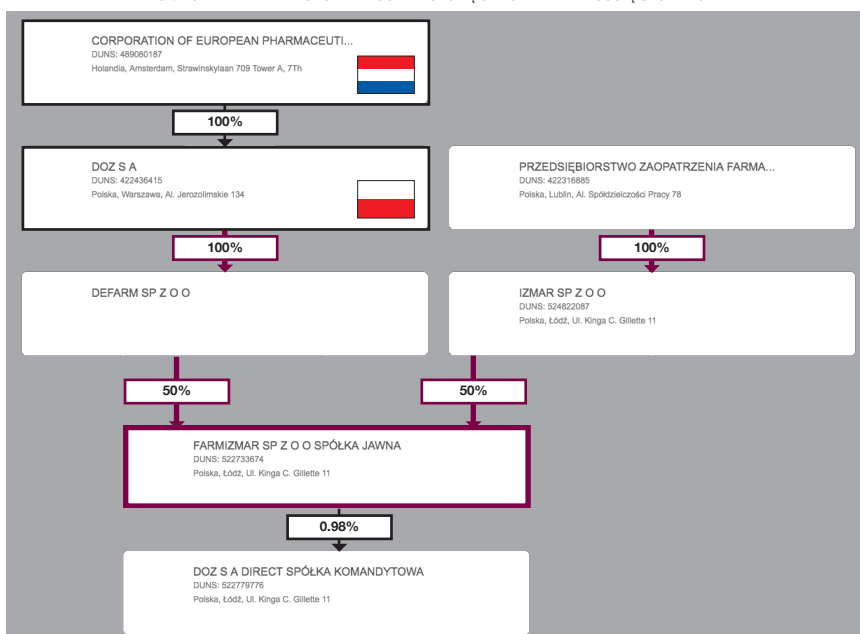 CORPORATION OF EUROPEAN PHARMACEUTI...
DUNS: 489080187
Holandia, Amsterdam, Strawinskylaan 709 Tower A, 7Th
100%
DOZ S A
DUNS: 422436415
Polska, Warszawa, Al. Jerozolimskie 134
PRZEDSIĘBIORSTWO ZAOPATRZENIA FARMA...
DUNS: 422316885
Polska, Lublin, Al. Spółdzielczości Pracy 78
100%
100%
DEFARM SP Z O O
IZMAR SP Z O O
DUNS: 524822087
Polska, Łódź, Ul. Kinga C. Gillette 11
50%
50%
FARMIZMAR SP Z O O SPÓŁKA JAWNA
DUNS: 522733674
Polska, Łódź, Ul. Kinga C. Gillette 11
0.98%
DOZ S A DIRECT SPÓŁKA KOMANDYTOWA
DUNS: 522779776
Polska, Łódź, Ul. Kinga C. Gillette 11